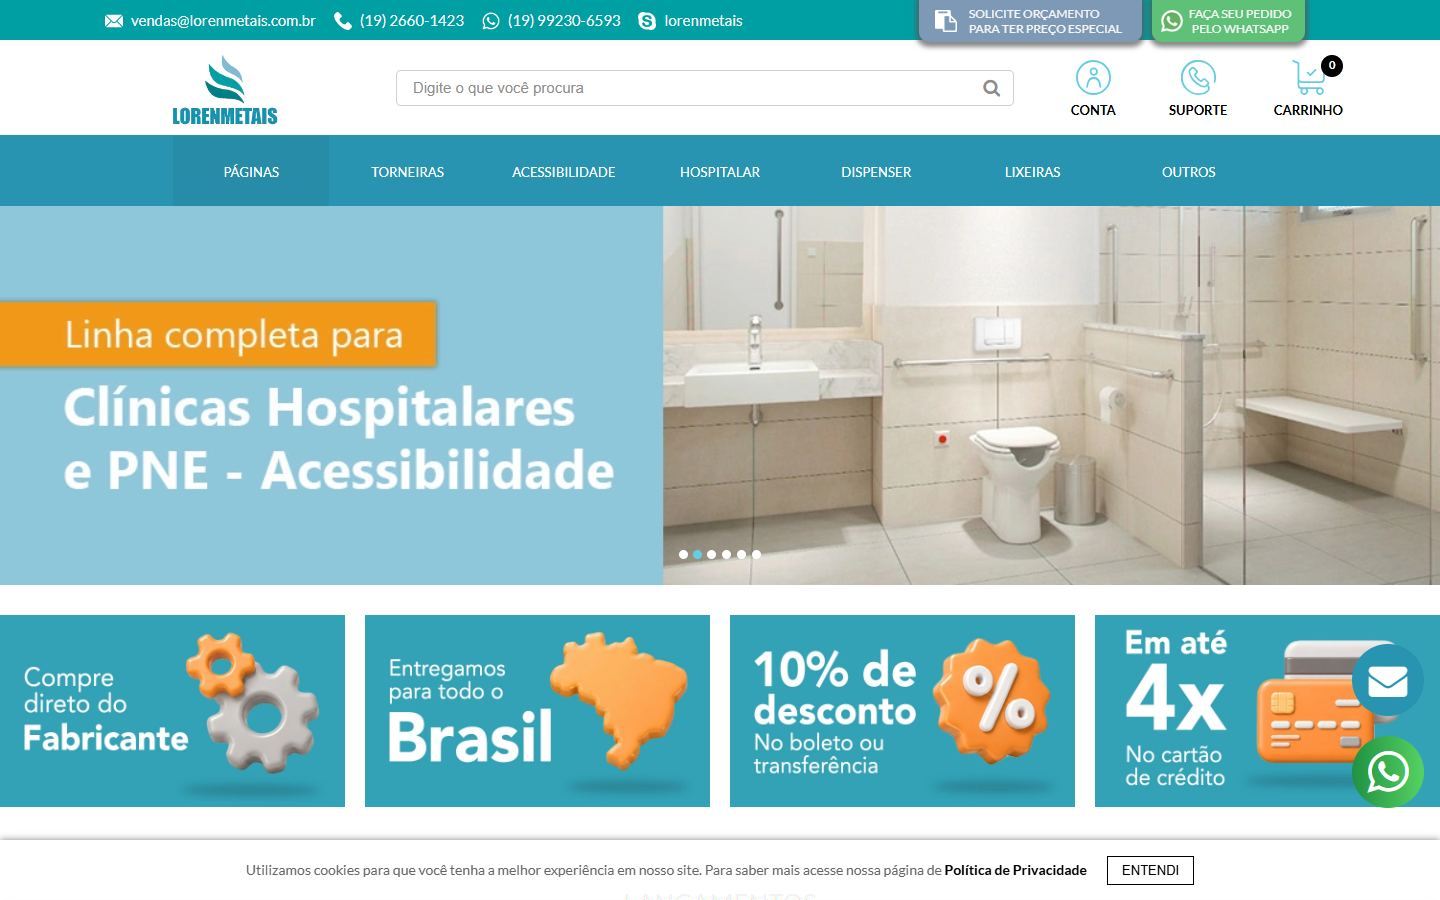 vendas@lorenmetais.com.br
(19) 2660-1423
(19) 99230-6593
lorenmetais
SOLICITE ORÇAMENTO
PARA TER PREÇO ESPECIAL
FAÇA SEU PEDIDO
PELO WHATSAPP
LORENMETAIS
Digite o que você procura
CONTA
SUPORTE
0
CARRINHO
PÁGINAS
TORNEIRAS
ACESSIBILIDADE
HOSPITALAR
DISPENSER
LIXEIRAS
OUTROS
Linha completa para
Clínicas Hospitalares
e PNE - Acessibilidade
Compre
direto do
Fabricante
Entregamos
para todo o
Brasil
10% de
desconto
No boleto ou
transferência
%
Em até
4x
No cartão
de crédito
Utilizamos cookies para que você tenha a melhor experiência em nosso site. Para saber mais acesse nossa página de Política de Privacidade
ENTENDI
LANÇAMENTOS